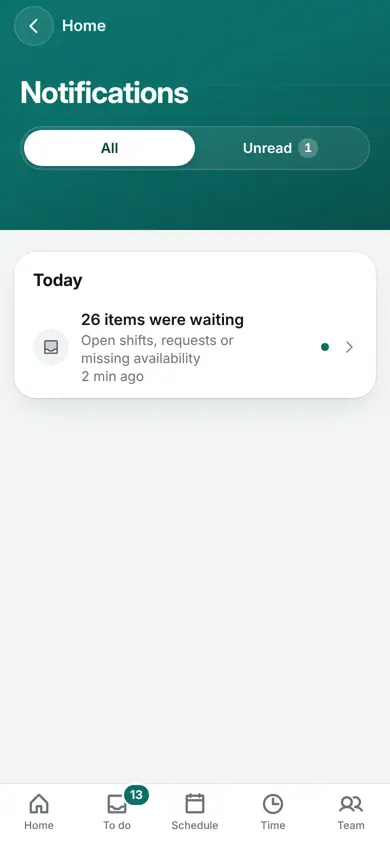 Home
Notifications
All
Unread 1
Today
26 items were waiting
Open shifts, requests or
missing availability
2 min ago
13
Home
To do
Schedule
Time
Team